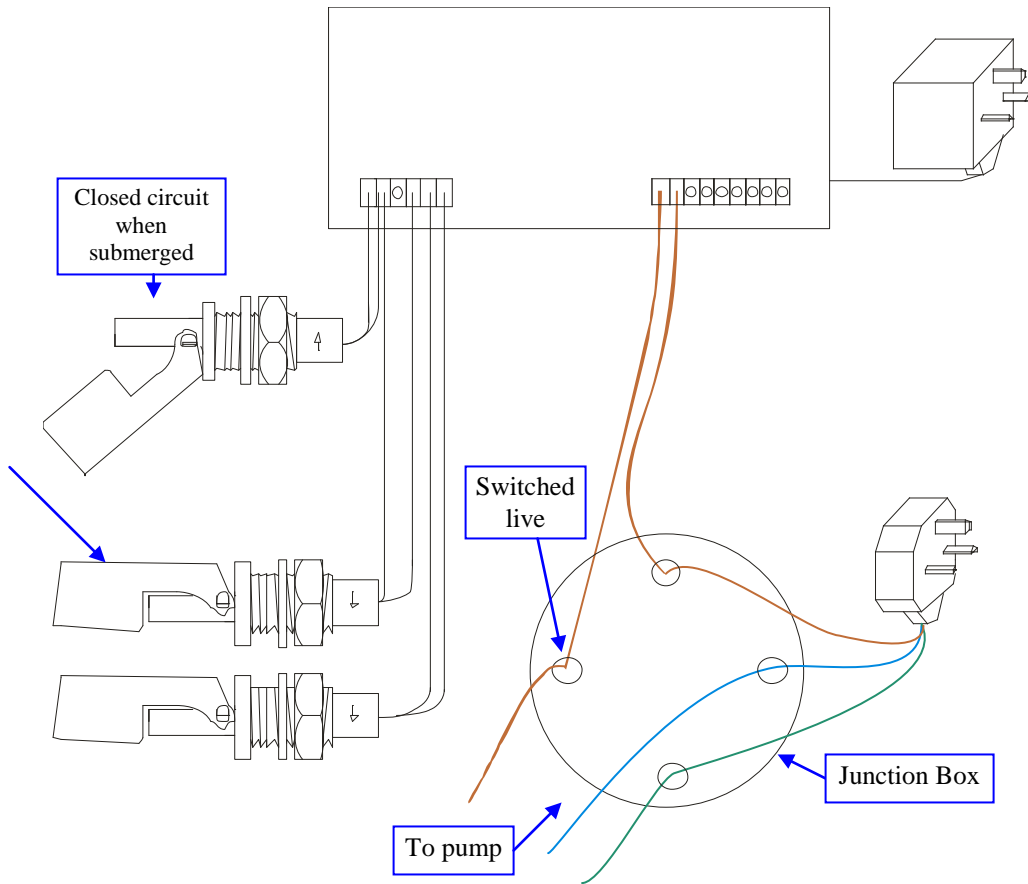 Closed circuit
when
submerged
Switched
live
Junction Box
To pump